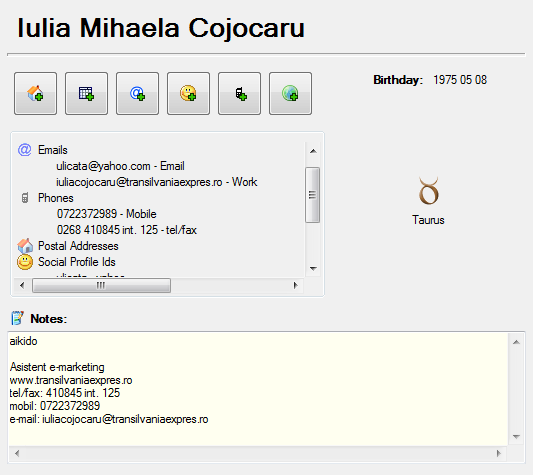 Iulia Mihaela Cojocaru
Birthday: 1975 05 08
Emails
ulicata@yahoo.com - Email
iuliacojocaru@transilvaniaexpres.ro - Work
Phones
0722372989 - Mobile
0268 410845 int. 125 - tel/fax
Postal Addresses
Social Profile Ids
ulicata - yahoo
Taurus
Notes:
aikido
Asistent e-marketing
www.transilvaniaexpres.ro
tel/fax: 410845 int. 125
mobil: 0722372989
e-mail: iuliacojocaru@transilvaniaexpres.ro